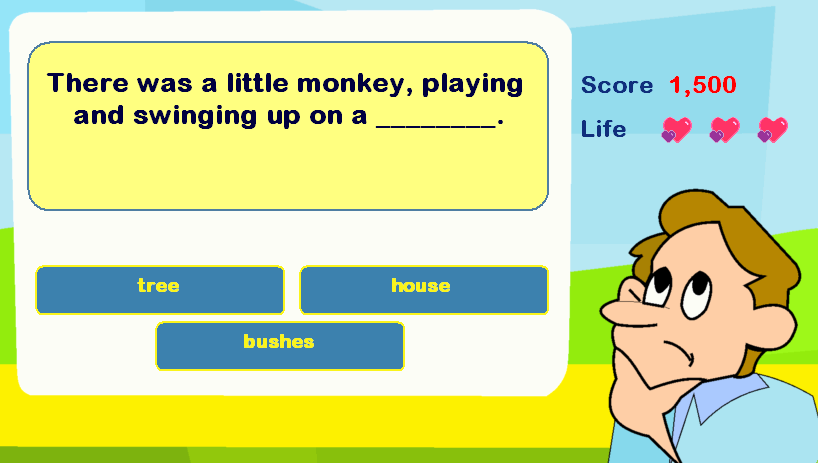 There was a little monkey, playing
and swinging up on a ________.
Score 1,500
Life
tree
house
bushes